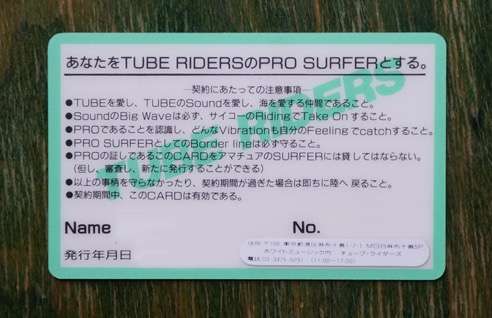 あなたをTUBE RIDERSのPRO SURFERとする。
TUBE RIDERS
―契約にあたっての注意事項―
●TUBEを愛し、TUBEのSoundを愛し、海を愛する仲間であること。
●SoundのBig Waveは必ず、サイコーのRidingでTake Onすること。
●PROであることを認識し、どんなVibrationも自分のFeelingでcatchすること。
●PRO SURFERとしてのBorder lineは必ず守ること。
●PROの証しであるこのCARDをアマチュアのSURFERには貸してはならない。
(但し、審査し、新たに発行することができる)
●以上の事柄を守らなかったり、契約期間が過ぎた場合は即ちに陸へ戻ること。
●契約期間中、このCARDは有効である。
Name No.
発行年月日
ホワイトミュージック内 チューブ・ライダーズ